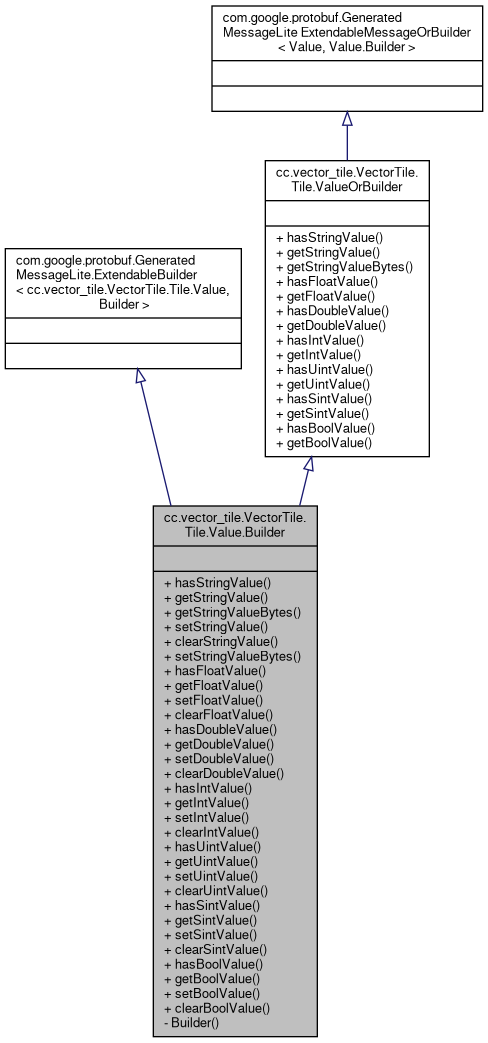 com.google.protobuf.Generated
MessageLite ExtendableMessageOrBuilder
< Value, Value.Builder >
cc.vector_tile.VectorTile.
Tile.ValueOrBuilder
+ hasStringValue()
+ getStringValue()
+ getStringValueBytes()
+ hasFloatValue()
+ getFloatValue()
+ hasDoubleValue()
+ getDoubleValue()
+ hasIntValue()
+ getIntValue()
+ hasUintValue()
+ getUintValue()
+ hasSintValue()
+ getSintValue()
+ hasBoolValue()
+ getBoolValue()
com.google.protobuf.Generated
MessageLite.ExtendableBuilder
< cc.vector_tile.VectorTile.Tile.Value,
Builder >
cc.vector_tile.VectorTile.
Tile.Value.Builder
+ hasStringValue()
+ getStringValue()
+ getStringValueBytes()
+ setStringValue()
+ clearStringValue()
+ setStringValueBytes()
+ hasFloatValue()
+ getFloatValue()
+ setFloatValue()
+ clearFloatValue()
+ hasDoubleValue()
+ getDoubleValue()
+ setDoubleValue()
+ clearDoubleValue()
+ hasIntValue()
+ getIntValue()
+ setIntValue()
+ clearIntValue()
+ hasUintValue()
+ getUintValue()
+ setUintValue()
+ clearUintValue()
+ hasSintValue()
+ getSintValue()
+ setSintValue()
+ clearSintValue()
+ hasBoolValue()
+ getBoolValue()
+ setBoolValue()
+ clearBoolValue()
- Builder()